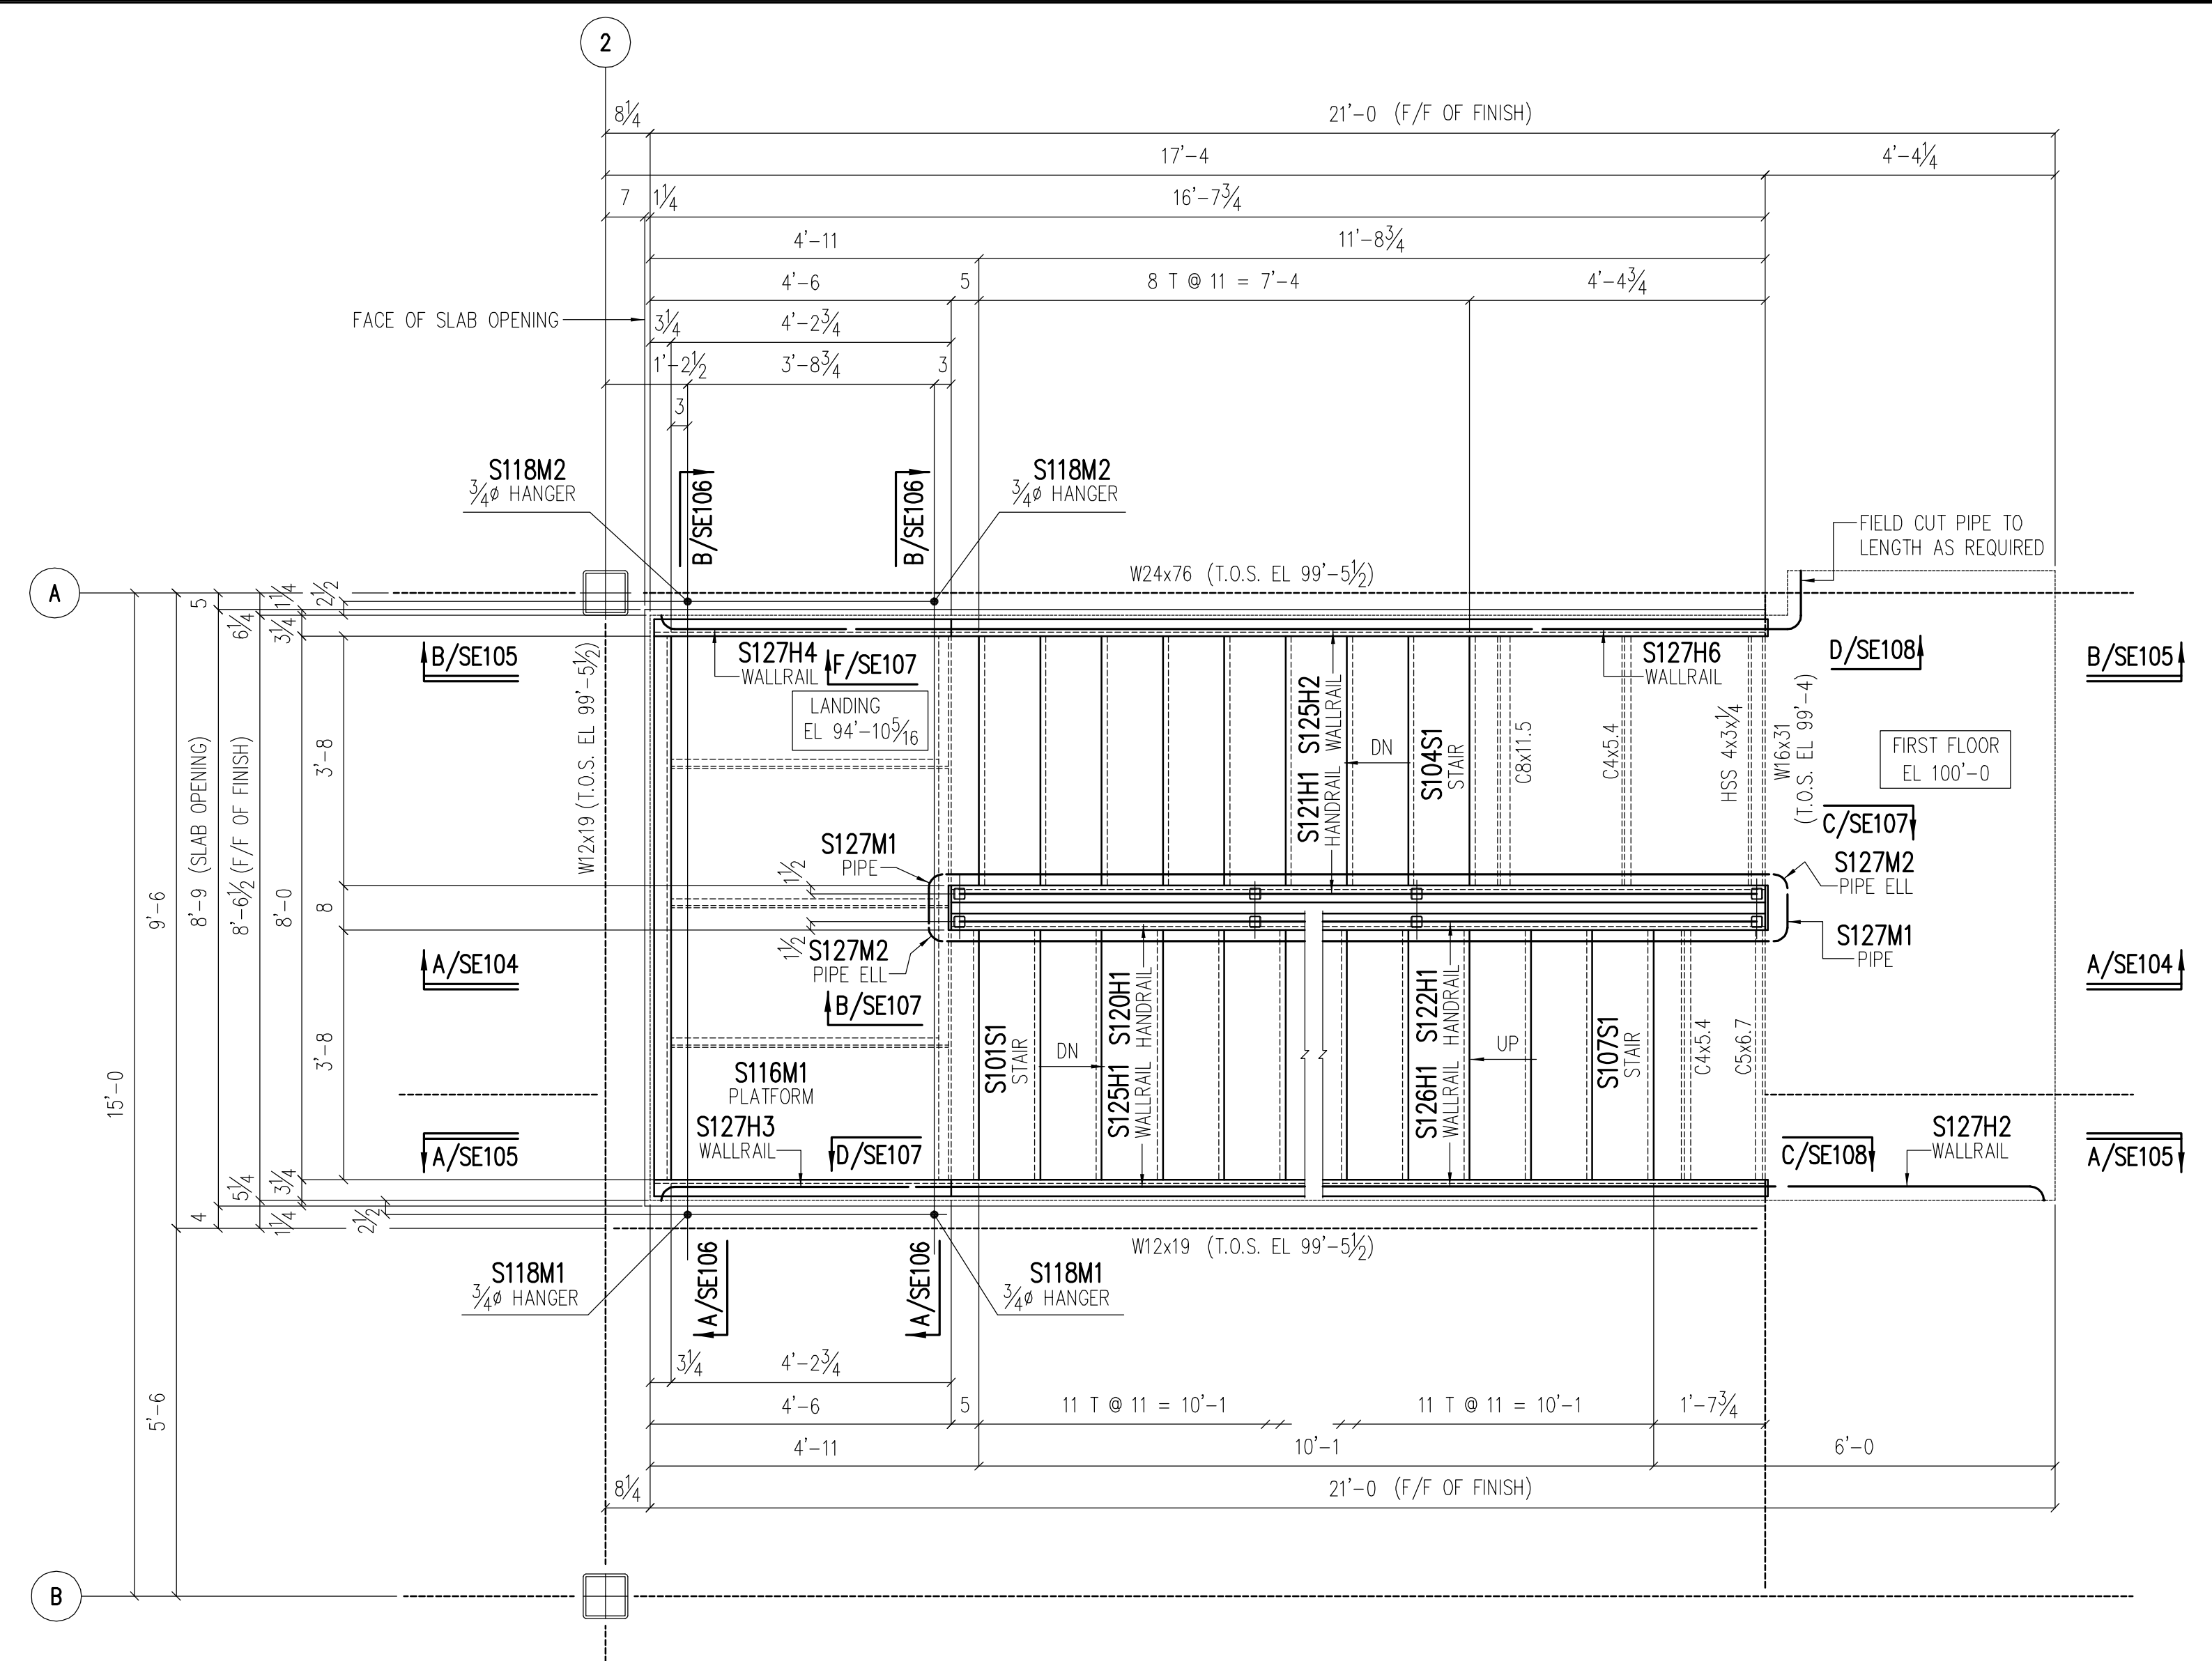 2
8¼
21'-0 (F/F OF FINISH)
17'-4
4'-4¼
7
1¼
16'-7¾
4'-11
11'-8¾
4'-6
5
8 T @ 11 = 7'-4
4'-4¾
FACE OF SLAB OPENING
3¼
4'-2¾
1'-2½
3'-8¾
3
3
S118M2
¾ø HANGER
B/SE106
B/SE106
S118M2
¾ø HANGER
FIELD CUT PIPE TO
LENGTH AS REQUIRED
W24x76 (T.O.S. EL 99'-5½)
A
5
6¼
1¼
3¼
2½
B/SE105
W12x19 (T.O.S. EL 99'-5½)
S127H4
WALLRAIL
F/SE107
LANDING
EL 94'-10 5/16
S127H6
WALLRAIL
D/SE108
B/SE105
S121H1
HANDRAIL
S125H2
WALLRAIL
DN
S104S1
STAIR
C8x11.5
C4x5.4
HSS 4x3x¼
W16x31
(T.O.S. EL 99'-4)
FIRST FLOOR
EL 100'-0
C/SE107
15'-0
9'-6
8'-9 (SLAB OPENING)
8'-6½ (F/F OF FINISH)
8'-0
3'-8
8
3'-8
S127M1
PIPE
1½
1½
S127M2
PIPE ELL
S127M2
PIPE ELL
S127M1
PIPE
A/SE104
B/SE107
A/SE104
S101S1
STAIR
DN
S125H1
WALLRAIL
S120H1
HANDRAIL
S126H1
WALLRAIL
S122H1
HANDRAIL
UP
S107S1
STAIR
C4x5.4
C5x6.7
S116M1
PLATFORM
S127H3
WALLRAIL
D/SE107
A/SE105
C/SE108
S127H2
WALLRAIL
A/SE105
4
5¼
1¼
3¼
2½
W12x19 (T.O.S. EL 99'-5½)
S118M1
¾ø HANGER
A/SE106
A/SE106
S118M1
¾ø HANGER
5'-6
3¼
4'-2¾
4'-6
5
11 T @ 11 = 10'-1
11 T @ 11 = 10'-1
1'-7¾
4'-11
10'-1
6'-0
8¼
21'-0 (F/F OF FINISH)
B